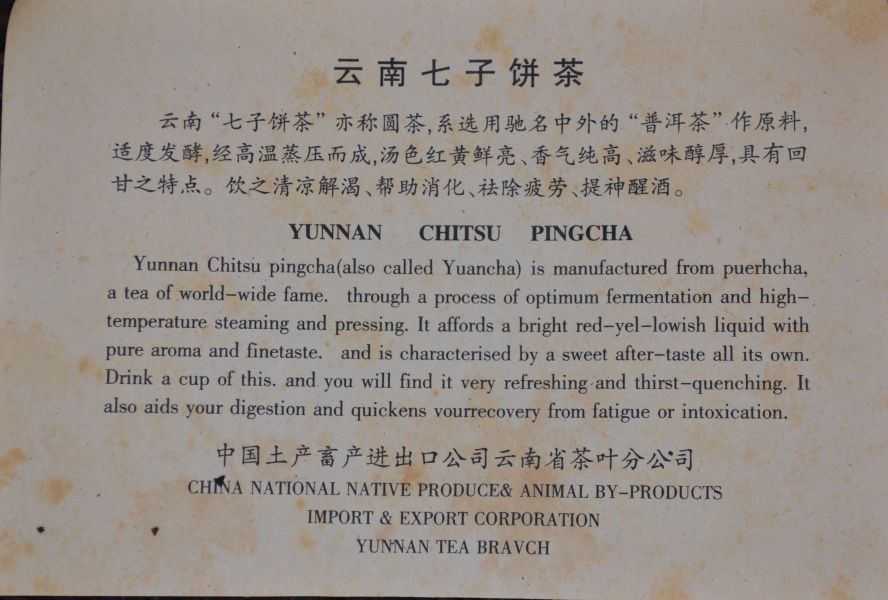 云南七子饼茶
云南“七子饼茶”亦称圆茶,系选用驰名中外的“普洱茶”作原料,
适度发酵,经高温蒸压而成,汤色红黄鲜亮、香气纯高、滋味醇厚,具有回
甘之特点。饮之清凉解渴、帮助消化、祛除疲劳、提神醒酒。
YUNNAN CHITSU PINGCHA
Yunnan Chitsu pingcha(also called Yuancha) is manufactured from puerhcha,
a tea of world-wide fame. through a process of optimum fermentation and high-
temperature steaming and pressing. It affords a bright red-yel-lowish liquid with
pure aroma and finetaste. and is characterised by a sweet after-taste all its own.
Drink a cup of this. and you will find it very refreshing and thirst-quenching. It
also aids your digestion and quickens vourrecovery from fatigue or intoxication.
中国土产畜产进出口公司云南省茶叶分公司
CHINA NATIONAL NATIVE PRODUCE& ANIMAL BY-PRODUCTS
IMPORT & EXPORT CORPORATION
YUNNAN TEA BRAVCH